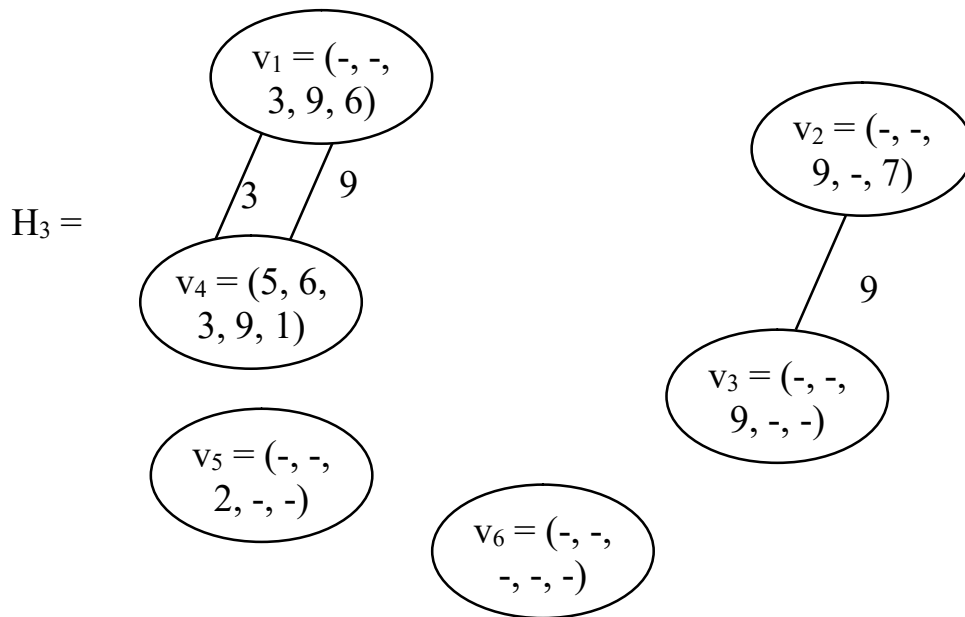 v₁ = (-, -,
3, 9, 6)
v₂ = (-, -,
9, -, 7)
3
9
H₃ =
v₄ = (5, 6,
3, 9, 1)
9
v₃ = (-, -,
9, -, -)
v₅ = (-, -,
2, -, -)
v₆ = (-, -,
-, -, -)